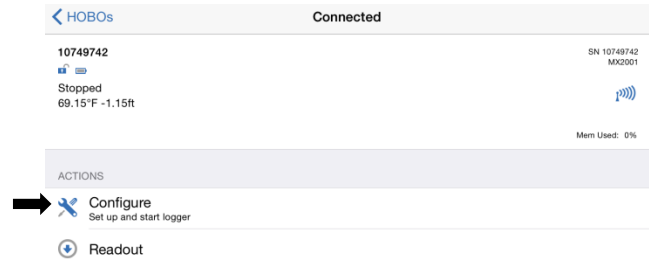 HOBOs
Connected
10749742
SN 10749742
MX2001
Stopped
69.15°F -1.15ft
Mem Used: 0%
ACTIONS
Configure
Set up and start logger
Readout